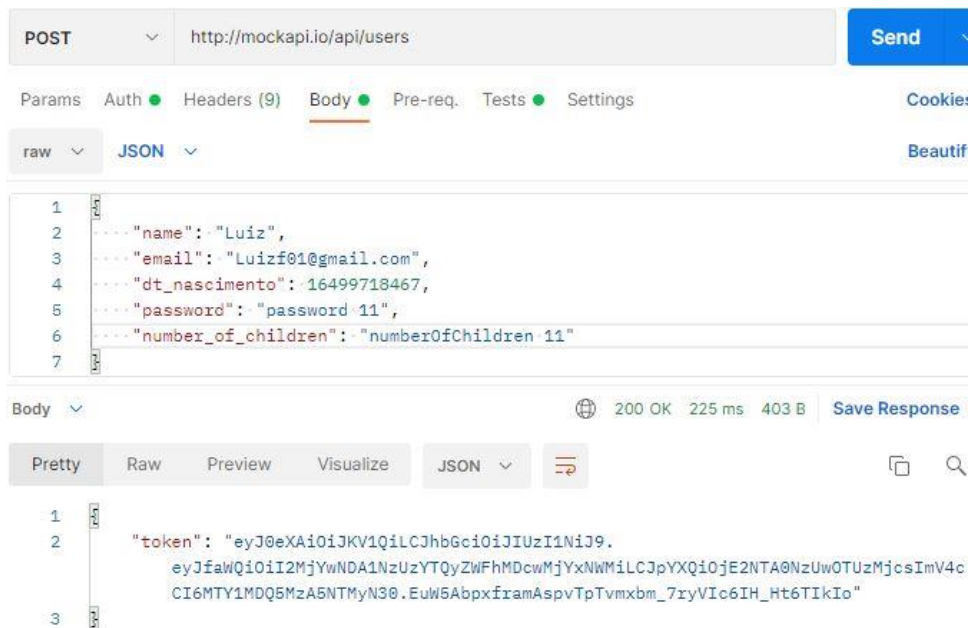 POST http://mockapi.io/api/users Send
Params Auth Headers (9) Body Pre-req. Tests Settings Cookies
raw JSON Beautif
1 {
2 "name": "Luiz",
3 "email": "Luizf01@gmail.com",
4 "dt_nascimento": 16499718467,
5 "password": "password 11",
6 "number_of_children": "numberOfChildren 11"
7 }
Body 200 OK 225 ms 403 B Save Response
Pretty Raw Preview Visualize JSON
1 {
2 "token": "eyJ0eXAiOiJKV1QiLCJhbGciOiJIUzI1NiJ9.
eyJfaWQiOiI2MjYwNDA1NzUzYTQyZWFhMDcwMjYxNWMiLCJpYXQiOjE2NTA0NzUwOTUzMjcsImV4c
CI6MTY1MDQ5MzA5NTMyN30.EuW5AbpxframAspvTpTvmxbm_7ryVIc6IH_Ht6TIkIo"
3 }